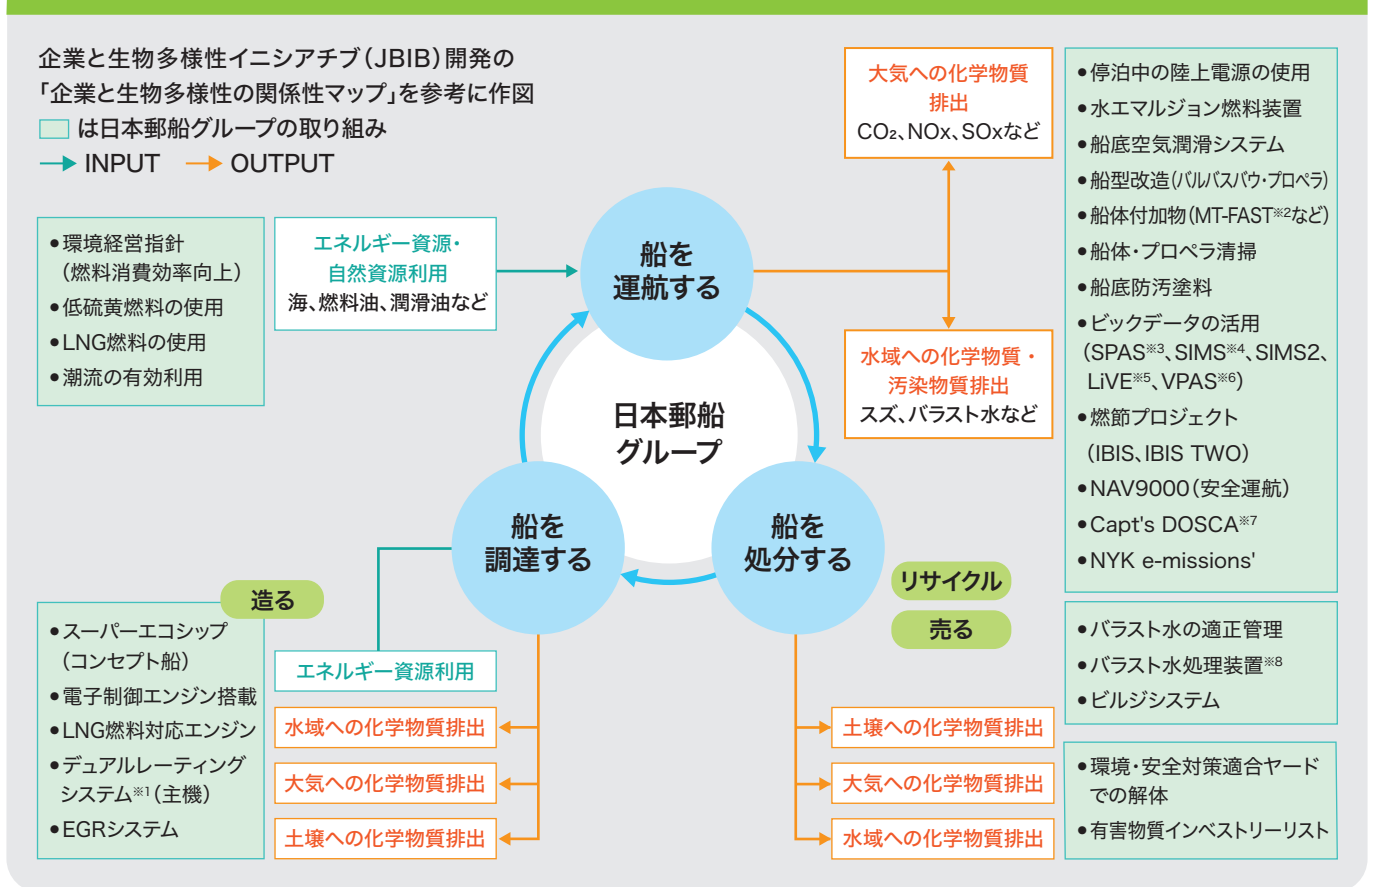 企業と生物多様性イニシアチブ（JBIB）開発の
「企業と生物多様性の関係性マップ」を参考に作図
は日本郵船グループの取り組み
INPUT OUTPUT
•環境経営指針
（燃料消費効率向上）
•低硫黄燃料の使用
•LNG燃料の使用
•潮流の有効利用
エネルギー資源・
自然資源利用
海、燃料油、潤滑油など
船を
運航する
大気への化学物質
排出
CO₂、NOx、SOxなど
水域への化学物質・
汚染物質排出
スズ、バラスト水など
日本郵船
グループ
船を
調達する
船を
処分する
リサイクル
売る
造る
•スーパーエコシップ
（コンセプト船）
•電子制御エンジン搭載
•LNG燃料対応エンジン
•デュアルレーティング
システム※1（主機）
•EGRシステム
エネルギー資源利用
水域への化学物質排出
大気への化学物質排出
土壌への化学物質排出
土壌への化学物質排出
大気への化学物質排出
水域への化学物質排出
•停泊中の陸上電源の使用
•水エマルジョン燃料装置
•船底空気潤滑システム
•船型改造（バルバスバウ・プロペラ）
•船体付加物（MT-FAST※2など）
•船体・プロペラ清掃
•船底防汚塗料
•ビックデータの活用
（SPAS※3、SIMS※4、SIMS2、
LiVE※5、VPAS※6）
•燃節プロジェクト
（IBIS、IBIS TWO）
•NAV9000（安全運航）
•Capt's DOSCA※7
•NYK e-missions'
•バラスト水の適正管理
•バラスト水処理装置※8
•ビルジシステム
•環境・安全対策適合ヤード
での解体
•有害物質インベストリーリスト